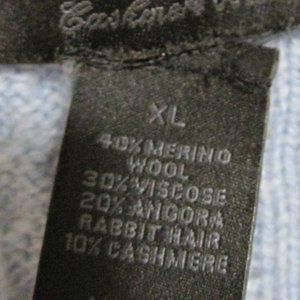 XL
40% MERINO
WOOL
30% VISCOSE
20% ANGORA
RABBIT HAIR
10% CASHMERE